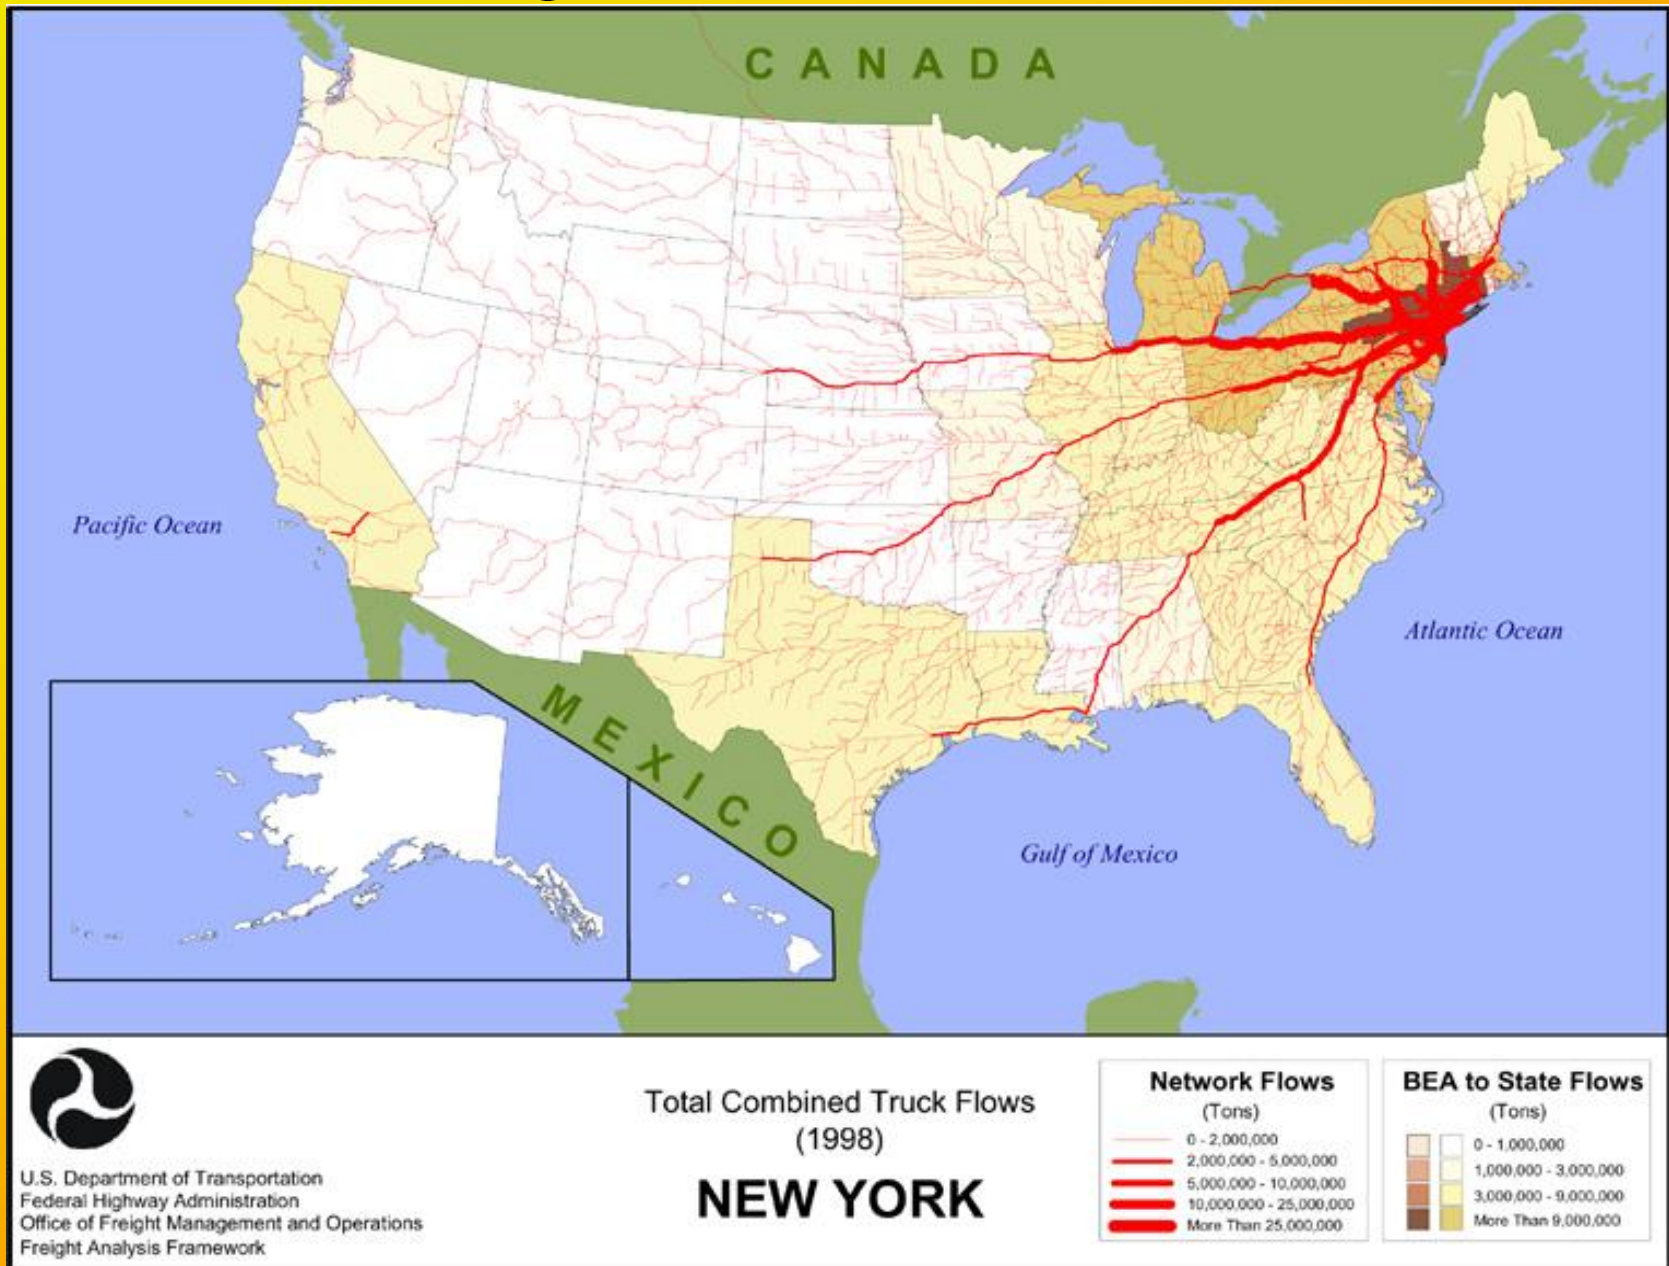 CANADA
Pacific Ocean
Atlantic Ocean
MEXICO
Gulf of Mexico
U.S. Department of Transportation
Federal Highway Administration
Office of Freight Management and Operations
Freight Analysis Framework
Total Combined Truck Flows
(1998)
NEW YORK
Network Flows
(Tons)
0 - 2,000,000
2,000,000 - 5,000,000
5,000,000 - 10,000,000
10,000,000 - 25,000,000
More Than 25,000,000
BEA to State Flows
(Tons)
0 - 1,000,000
1,000,000 - 3,000,000
3,000,000 - 9,000,000
More Than 9,000,000